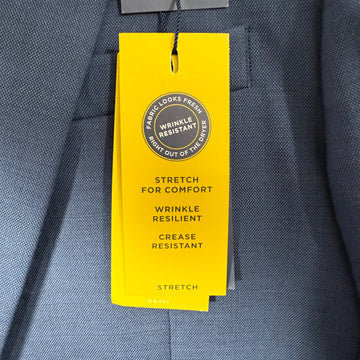 FABRIC LOOKS FRESH
WRINKLE
RESISTANT
RIGHT OUT OF THE DRYER
STRETCH
FOR COMFORT
WRINKLE
RESILIENT
CREASE
RESISTANT
STRETCH